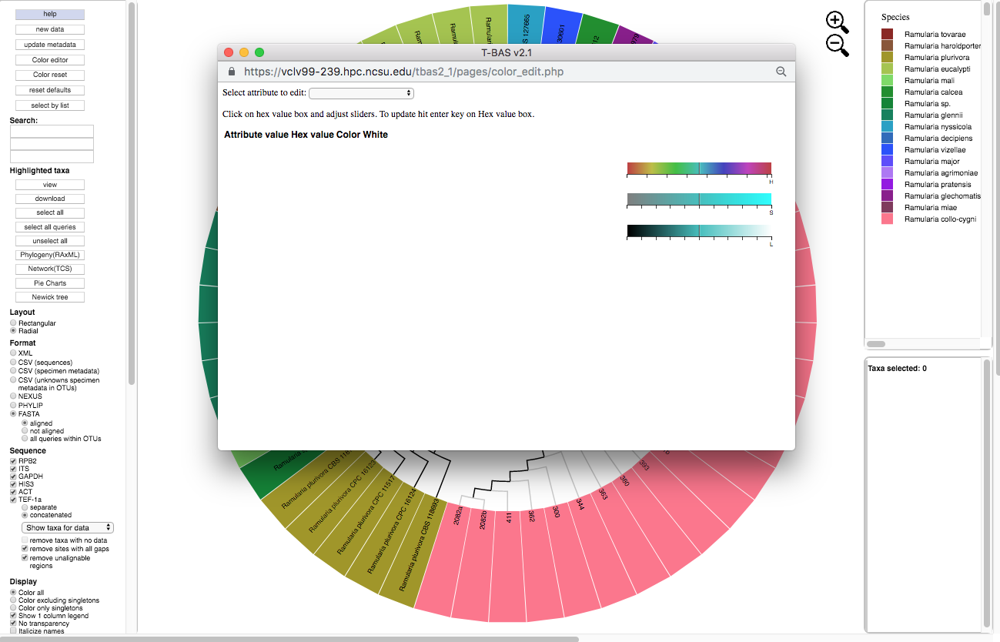 help
new data
update metadata
Color editor
Color reset
reset defaults
select by list
Search:
Highlighted taxa
view
download
select all
select all queries
unselect all
Phylogeny(RAxML)
Network(TCS)
Pie Charts
Newick tree
Layout
Rectangular
Radial
Format
XML
CSV (sequences)
CSV (specimen metadata)
CSV (unknowns specimen
metadata in OTUs)
NEXUS
PHYLIP
FASTA
aligned
not aligned
all queries within OTUs
Sequence
RPB2
ITS
GAPDH
HIS3
ACT
TEF-1a
separate
concatenated
Show taxa for data
remove taxa with no data
remove sites with all gaps
remove unalignable
regions
Display
Color all
Color excluding singletons
Color only singletons
Show 1 column legend
No transparency
Italicize names
Ramularia
Ramularia
S 127665
30801
12
979
T-BAS v2.1
https://vclv99-239.hpc.ncsu.edu/tbas2_1/pages/color_edit.php
Select attribute to edit:
Click on hex value box and adjust sliders. To update hit enter key on Hex value box.
Attribute value Hex value Color White
H
S
L
Ramularia
Ramularia plurivora CBS 118
Ramularia plurivora CPC 16123
Ramularia plurivora CPC 11517
Ramularia plurivora CPC 16124
Ramularia plurivora CBS 118693
2082a
2082b
411
362
300
344
363
380
393
Species
Ramularia tovarae
Ramularia haroldporter
Ramularia plurivora
Ramularia eucalypti
Ramularia mali
Ramularia calcea
Ramularia sp.
Ramularia glennii
Ramularia nyssicola
Ramularia decipiens
Ramularia vizellae
Ramularia major
Ramularia agrimoniae
Ramularia pratensis
Ramularia glechomatis
Ramularia miae
Ramularia collo-cygni
Taxa selected: 0